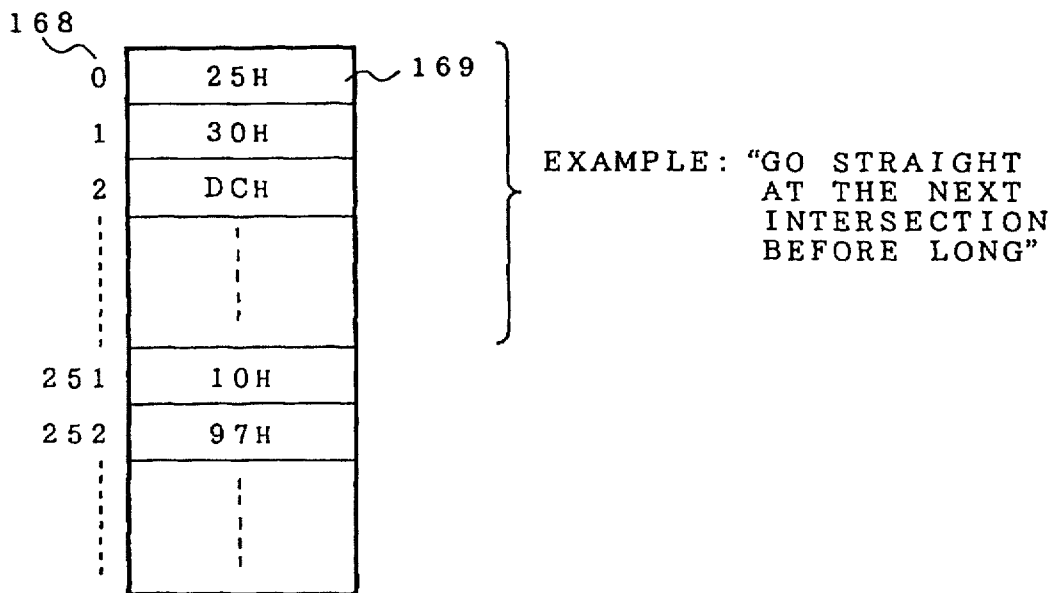 168
0 25H 169
1 30H
2 DCH
EXAMPLE: “GO STRAIGHT
AT THE NEXT
INTERSECTION
BEFORE LONG”
251 10H
252 97H